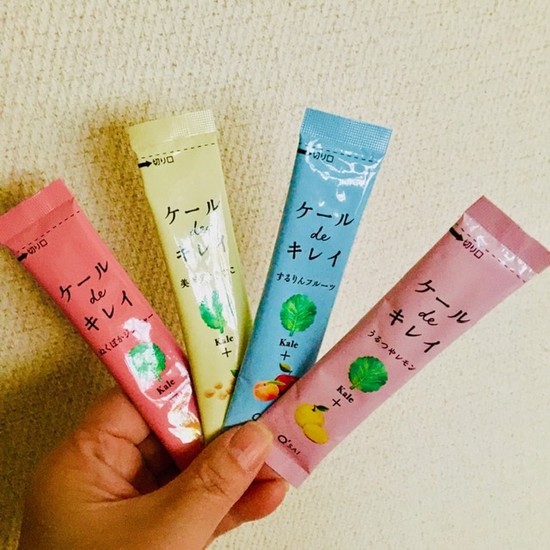 切り口
ケール
de
キレイ
Kale
切り口
ケール
de
キレイ
Kale
+
切り口
ケール
de
キレイ
するりんフルーツ
Kale
+
切り口
ケール
de
キレイ
うるつやレモン
Kale
+
Q'SAI